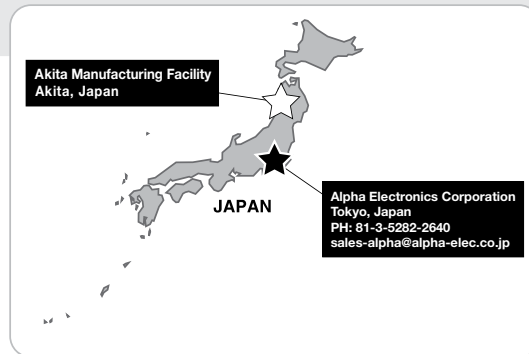 Akita Manufacturing Facility
Akita, Japan
JAPAN
Alpha Electronics Corporation
Tokyo, Japan
PH: 81-3-5282-2640
sales-alpha@alpha-elec.co.jp